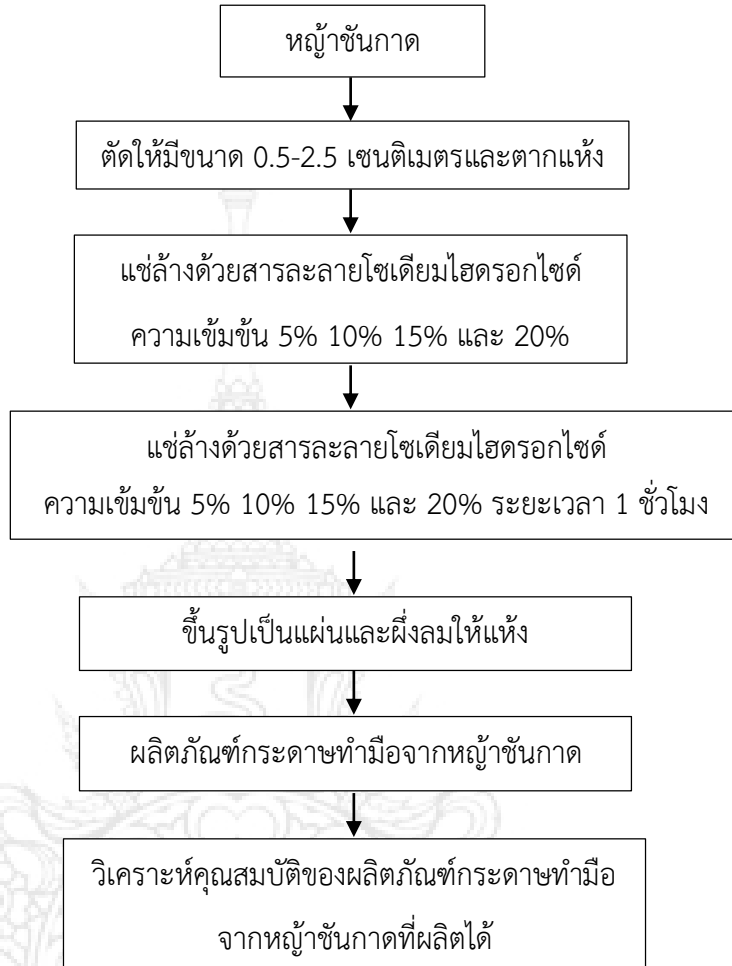 หญ้าชันกาด
ตัดให้มีขนาด 0.5-2.5 เซนติเมตรและตากแห้ง
แช่ล้างด้วยสารละลายโซเดียมไฮดรอกไซด์
ความเข้มข้น 5% 10% 15% และ 20%
แช่ล้างด้วยสารละลายโซเดียมไฮดรอกไซด์
ความเข้มข้น 5% 10% 15% และ 20% ระยะเวลา 1 ชั่วโมง
ขึ้นรูปเป็นแผ่นและผึ่งลมให้แห้ง
ผลิตภัณฑ์กระดาษทำมือจากหญ้าชันกาด
วิเคราะห์คุณสมบัติของผลิตภัณฑ์กระดาษทำมือ
จากหญ้าชันกาดที่ผลิตได้